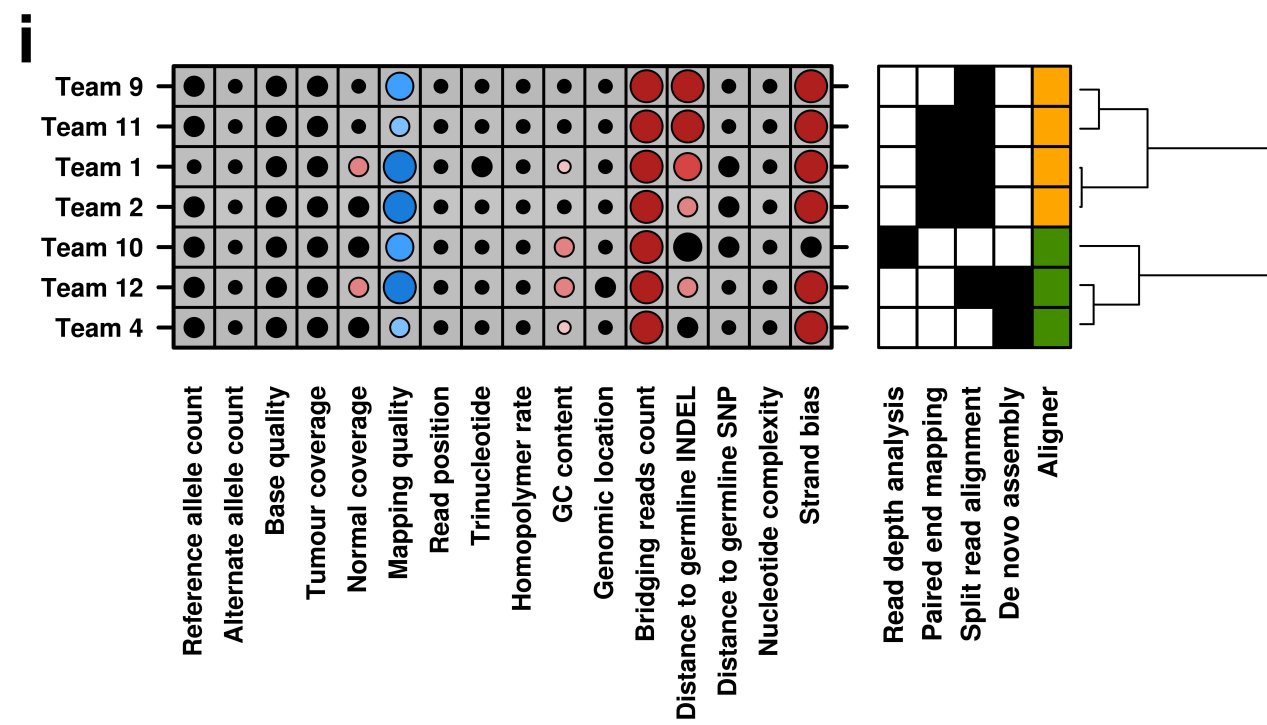 i
Team 9
Team 11
Team 1
Team 2
Team 10
Team 12
Team 4
Reference allele count
Alternate allele count
Base quality
Tumour coverage
Normal coverage
Mapping quality
Read position
Trinucleotide
Homopolymer rate
GC content
Genomic location
Bridging reads count
Distance to germline INDEL
Distance to germline SNP
Nucleotide complexity
Strand bias
Read depth analysis
Paired end mapping
Split read alignment
De novo assembly
Aligner